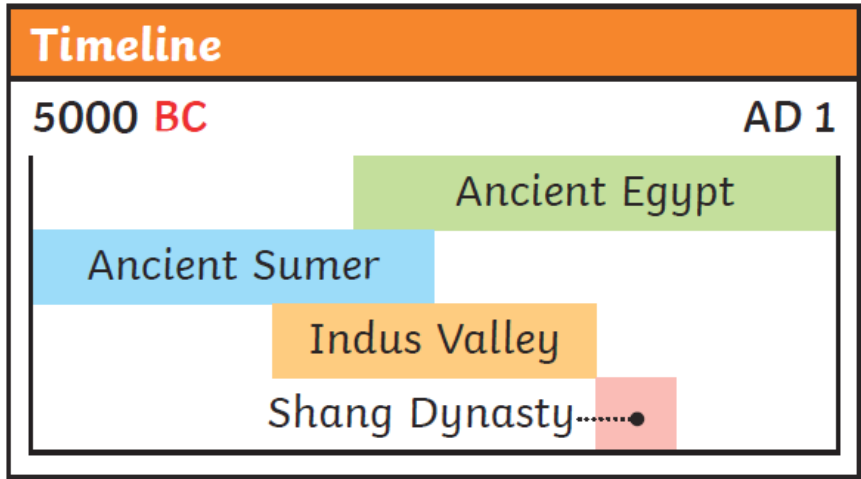 Timeline
5000 BC AD 1
Ancient Egypt
Ancient Sumer
Indus Valley
Shang Dynasty